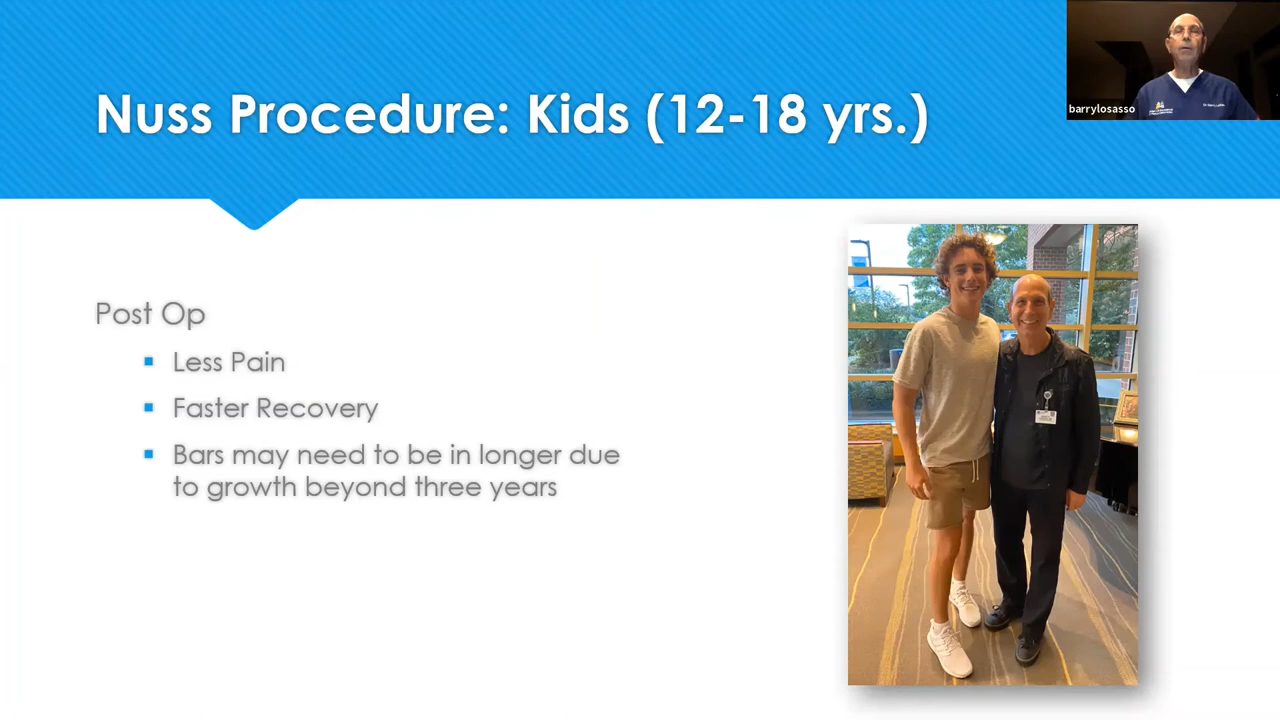 Nuss Procedure: Kids (12-18 yrs.)
barrylosasso
Post Op
Less Pain
Faster Recovery
Bars may need to be in longer due
to growth beyond three years